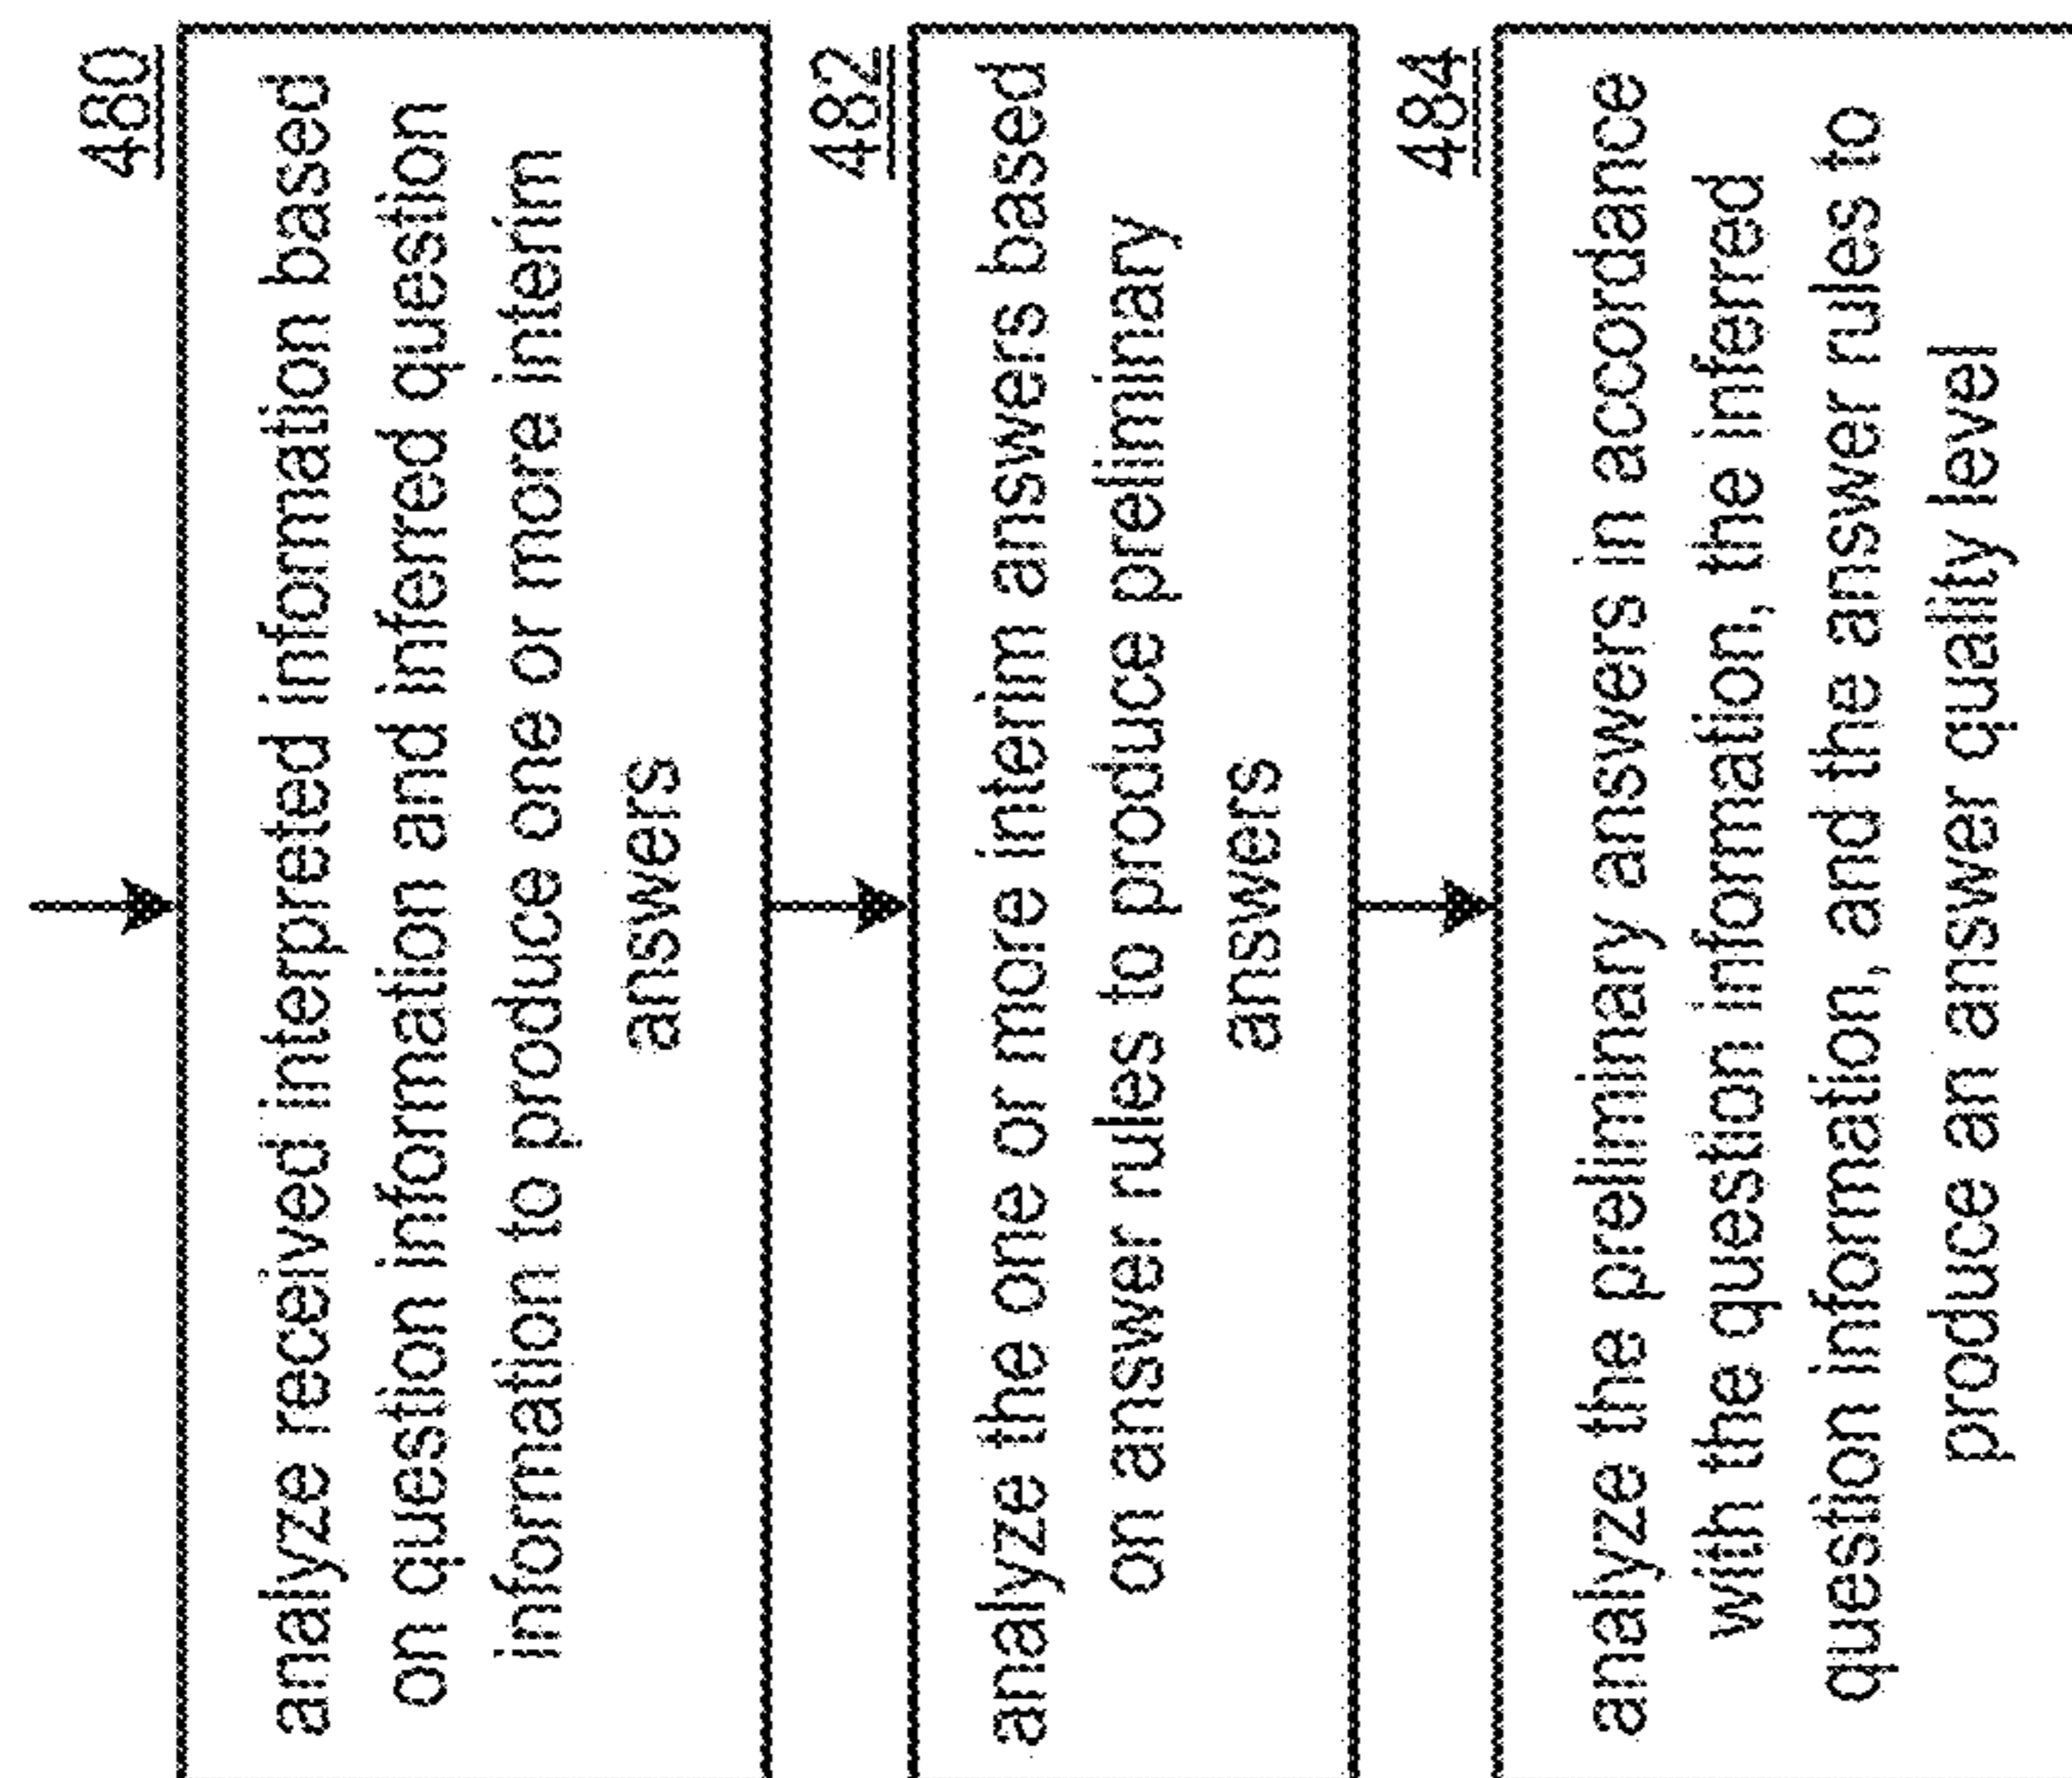 480
analyze received interpreted information based
on question information and inferred question
information to produce one or more interim
answers
482
analyze the one or more interim answers based
on answer rules to produce preliminary
answers
484
analyze the preliminary answers in accordance
with the question information, the inferred
question information, and the answer rules to
produce an answer quality level